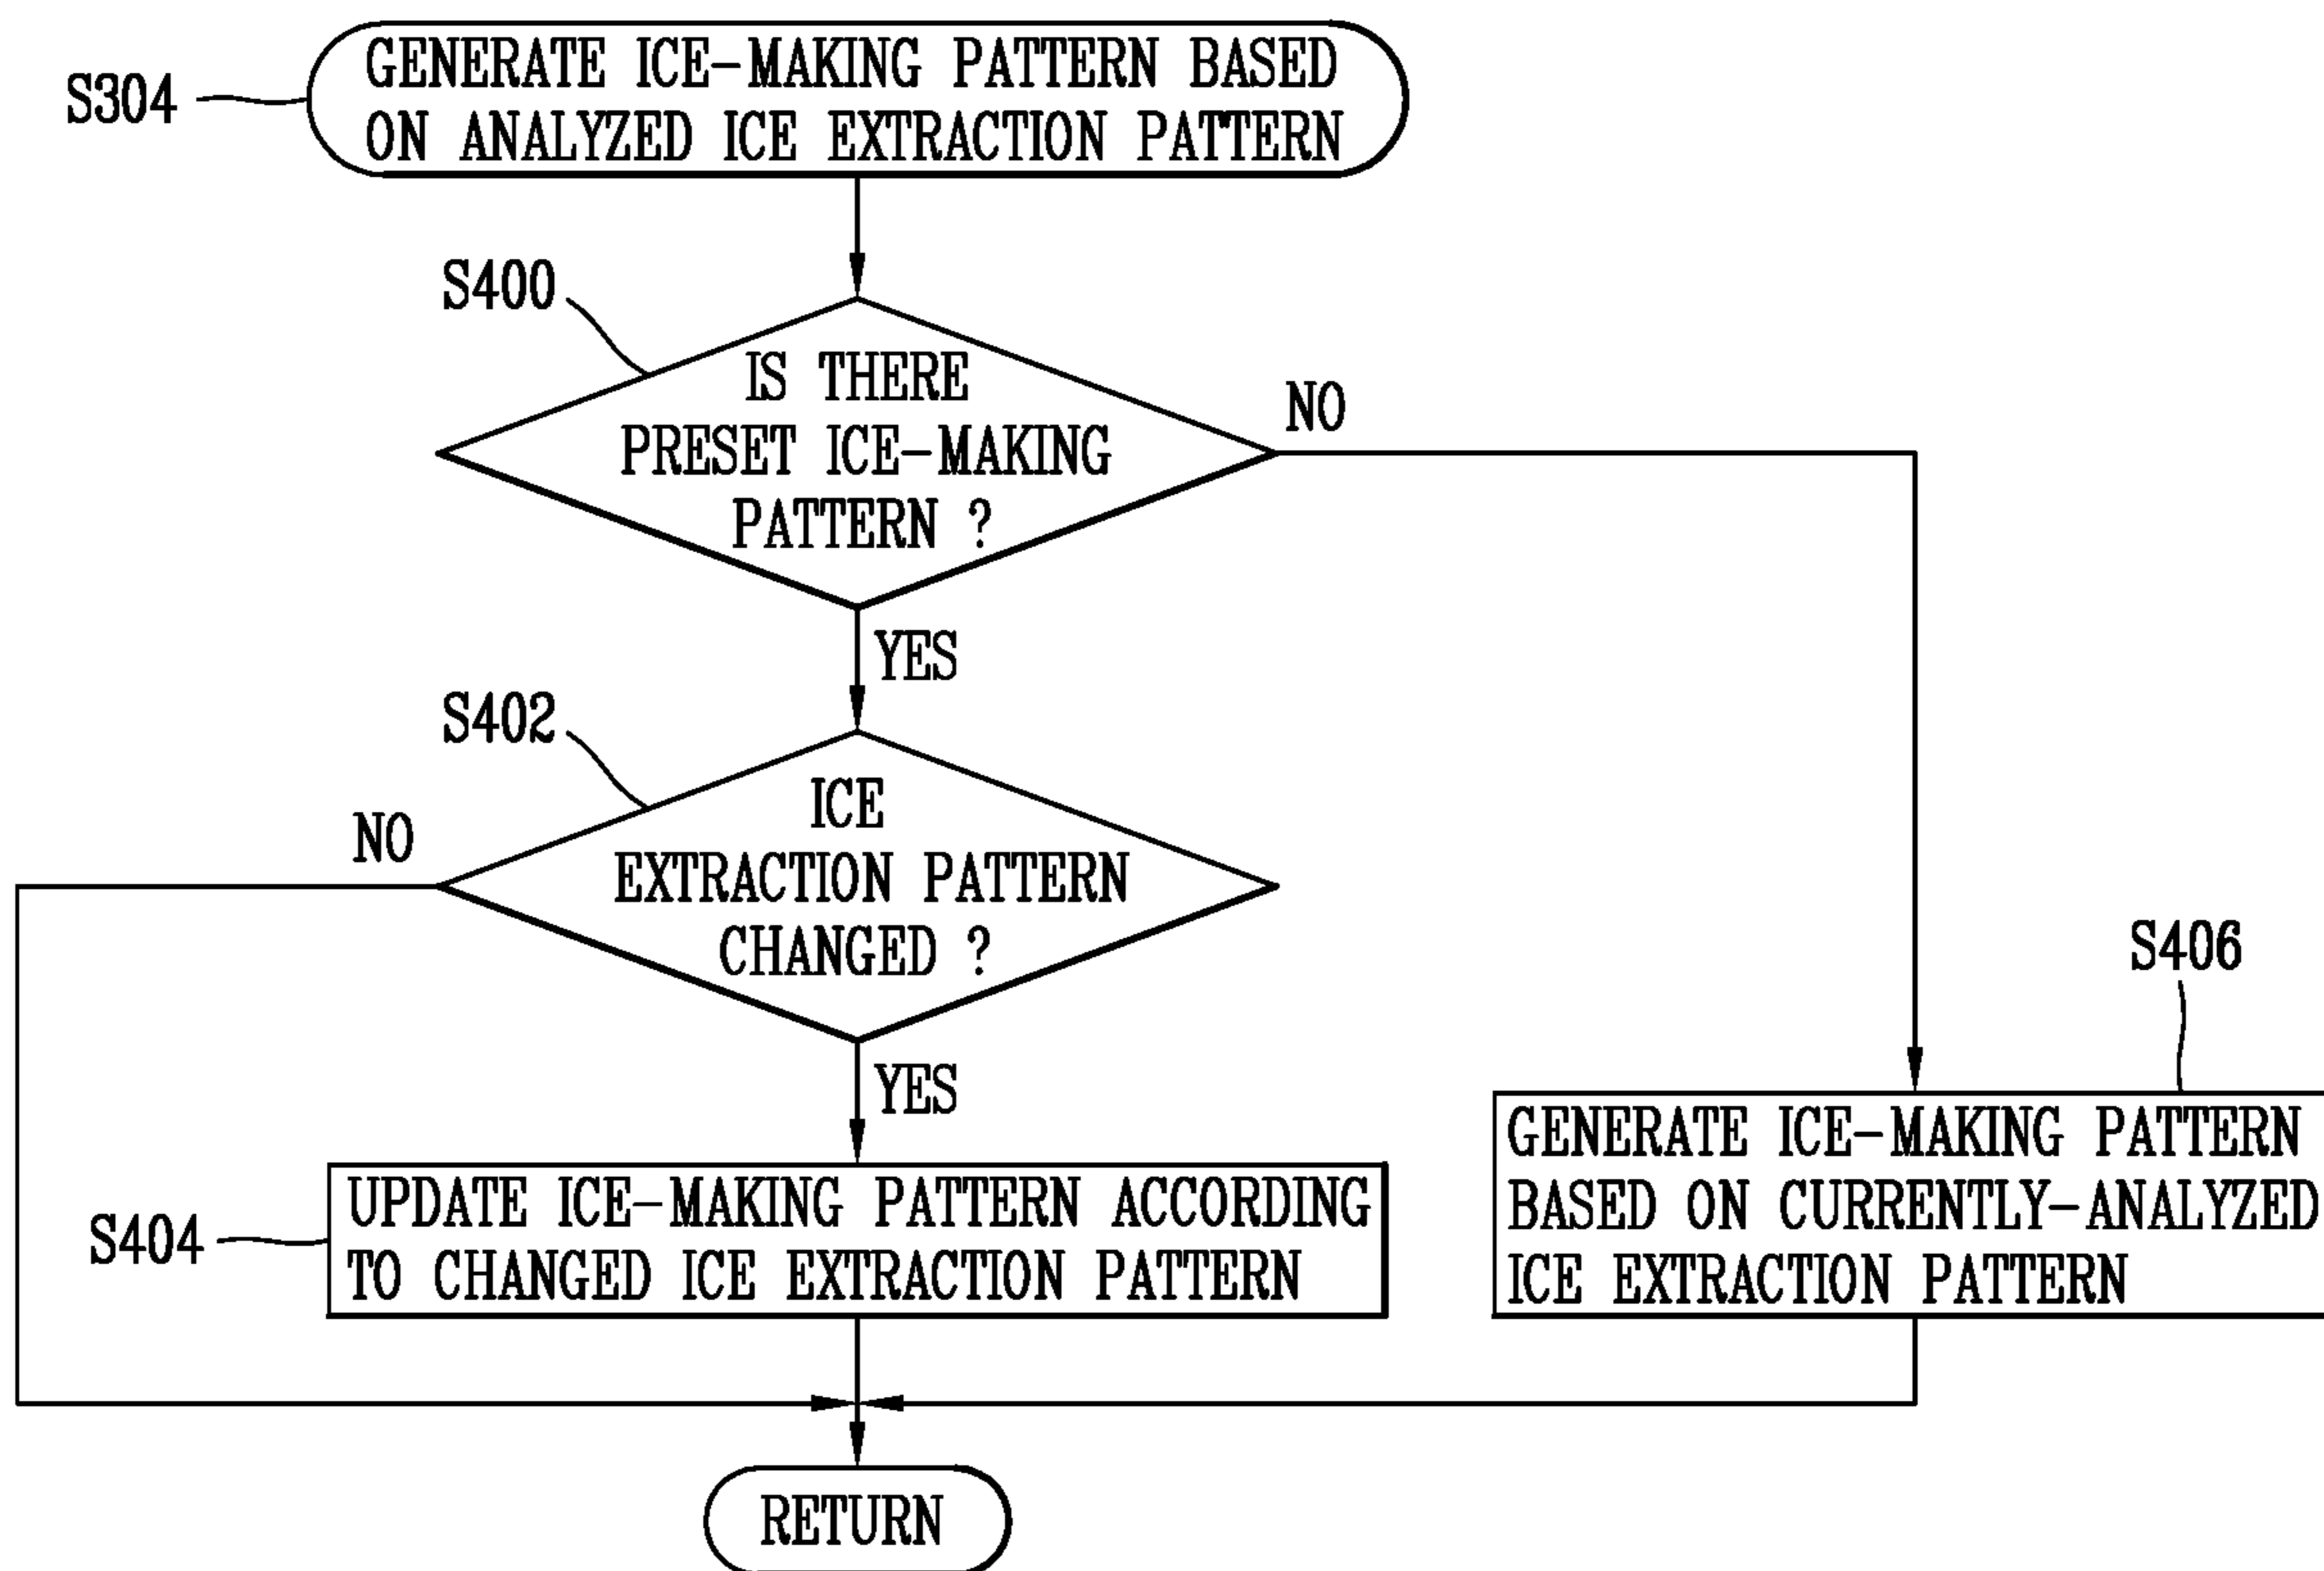 S304
GENERATE ICE-MAKING PATTERN BASED
ON ANALYZED ICE EXTRACTION PATTERN
S400
IS THERE
PRESET ICE-MAKING
PATTERN ?
NO
YES
S402
ICE
EXTRACTION PATTERN
CHANGED ?
NO
YES
S404
UPDATE ICE-MAKING PATTERN ACCORDING
TO CHANGED ICE EXTRACTION PATTERN
S406
GENERATE ICE-MAKING PATTERN
BASED ON CURRENTLY-ANALYZED
ICE EXTRACTION PATTERN
RETURN